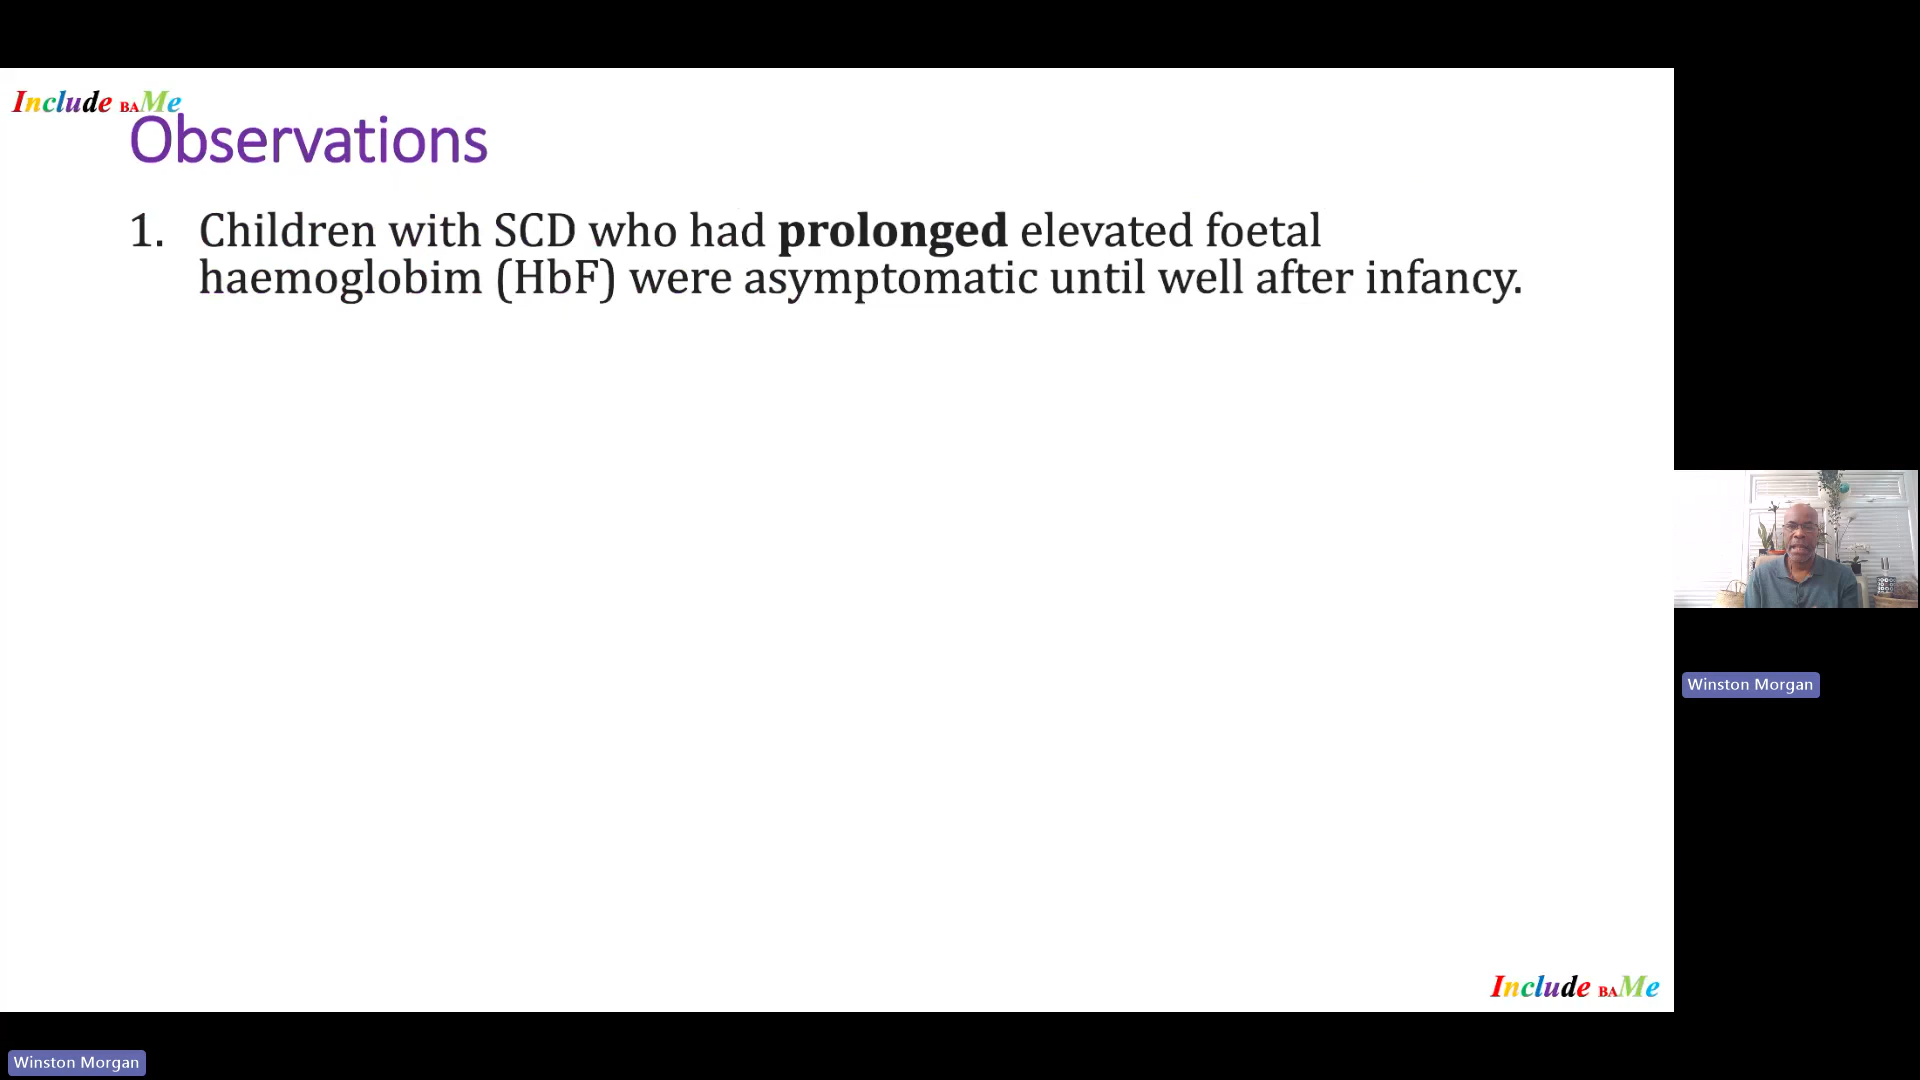 Include BAMe
Observations
1. Children with SCD who had prolonged elevated foetal
haemoglobim (HbF) were asymptomatic until well after infancy.
Winston Morgan
Include BAMe
Winston Morgan